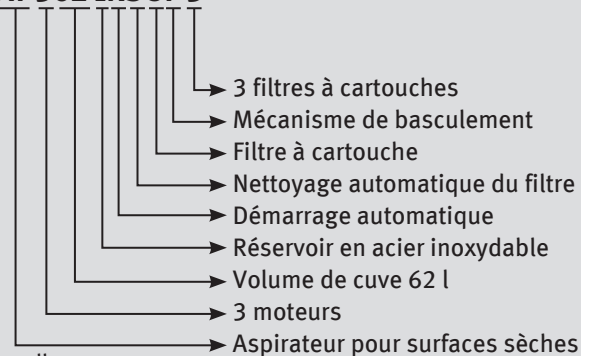 3 filtres à cartouches
Mécanisme de basculement
Filtre à cartouche
Nettoyage automatique du filtre
Démarrage automatique
Réservoir en acier inoxydable
Volume de cuve 62 l
3 moteurs
Aspirateur pour surfaces sèches